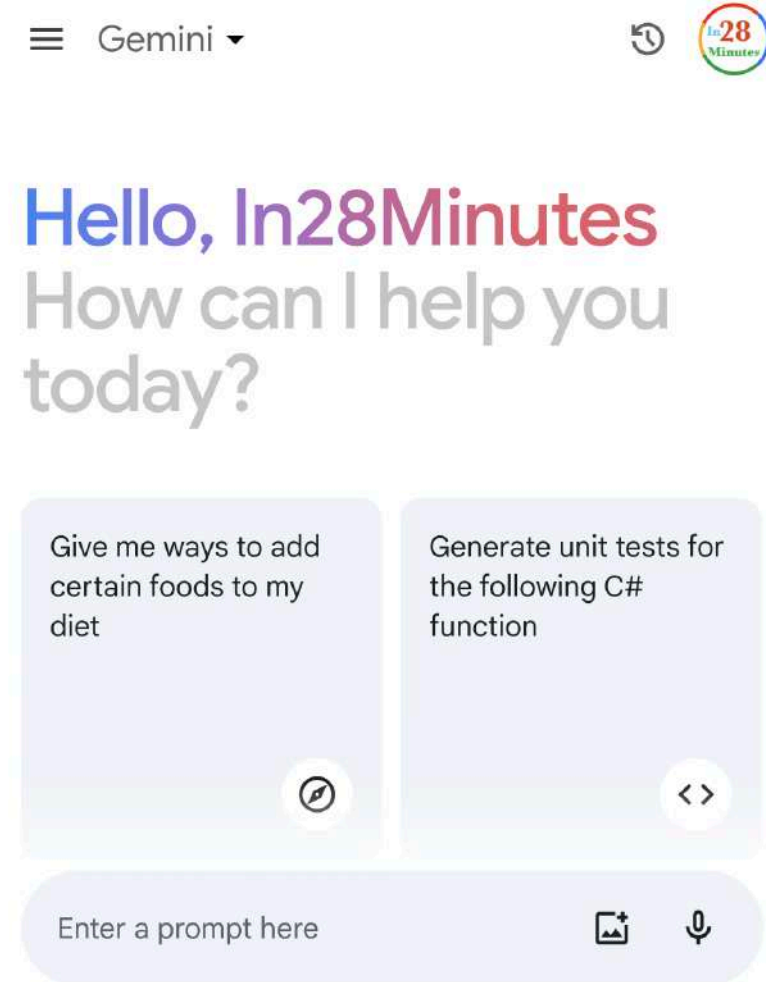 Gemini
In28
Minutes
Hello, In28Minutes
How can I help you
today?
Give me ways to add
certain foods to my
diet
Generate unit tests for
the following C#
function
Enter a prompt here